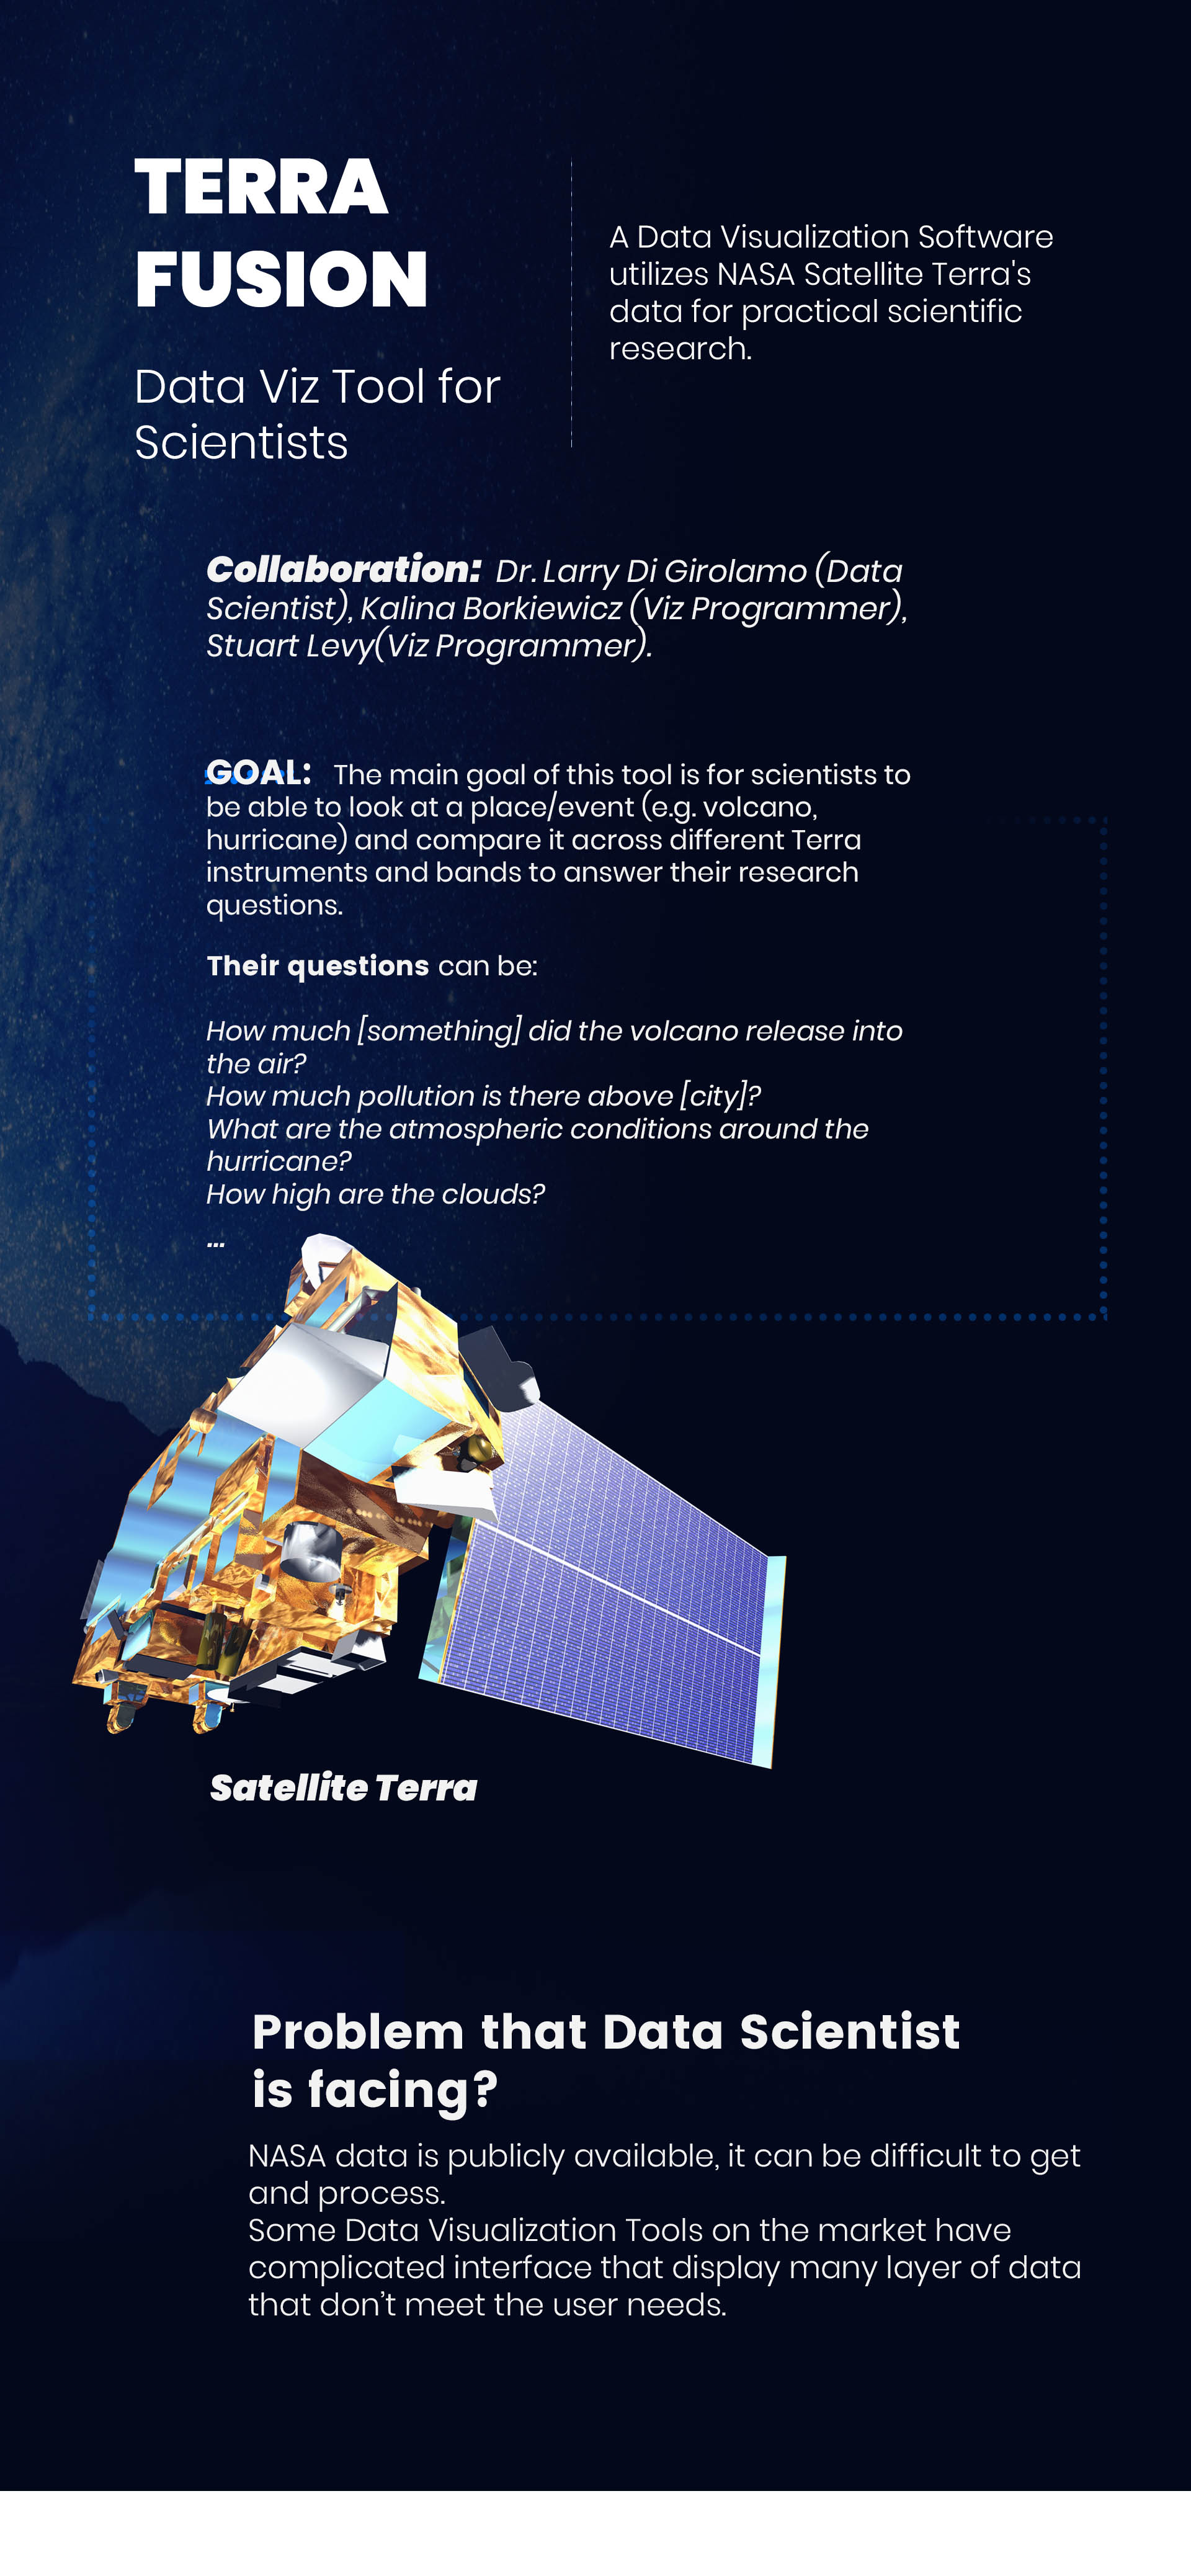 TERRA
FUSION
Data Viz Tool for
Scientists
A Data Visualization Software
utilizes NASA Satellite Terra's
data for practical scientific
research.
Collaboration: Dr. Larry Di Girolamo (Data
Scientist), Kalina Borkiewicz (Viz Programmer),
Stuart Levy(Viz Programmer).
GOAL: The main goal of this tool is for scientists to
be able to look at a place/event (e.g. volcano,
hurricane) and compare it across different Terra
instruments and bands to answer their research
questions.
Their questions can be:
How much [something] did the volcano release into
the air?
How much pollution is there above [city]?
What are the atmospheric conditions around the
hurricane?
How high are the clouds?
...
Satellite Terra
Problem that Data Scientist
is facing?
NASA data is publicly available, it can be difficult to get
and process.
Some Data Visualization Tools on the market have
complicated interface that display many layer of data
that don’t meet the user needs.